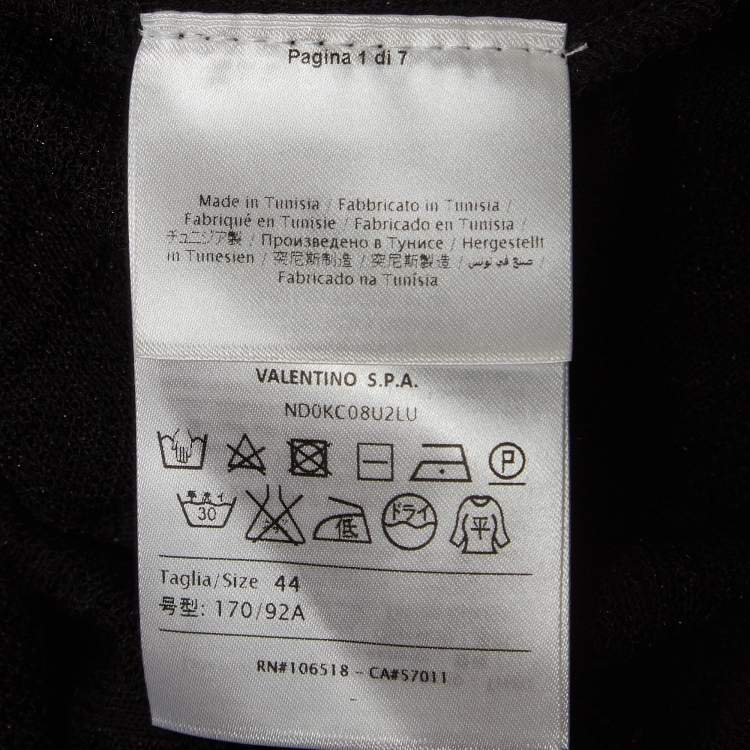 Pagina 1 di 7
Made in Tunisia / Fabbricato in Tunisia /
Fabriqué en Tunisie / Fabricado en Tunisia /
チュニジア製 / Произведено в Тунисе / Hergestellt
in Tunesien / 突尼斯制造 / 突尼斯製造 / صنع في تونس /
Fabricado na Tunísia
VALENTINO S.P.A.
ND0KC08U2LU
P
手洗イ
30 低 ドライ 平
Taglia/Size 44
号型: 170/92A
RN#106518 - CA#57011